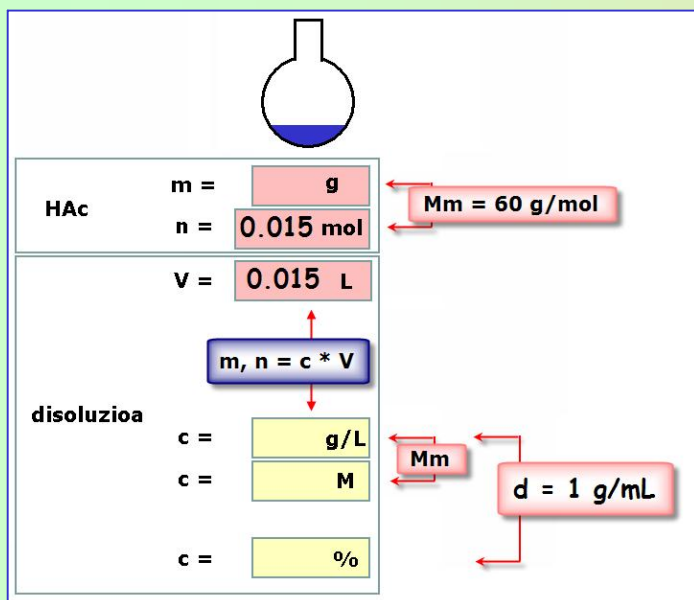 HAc
m = g
Mm = 60 g/mol
n = 0.015 mol
V = 0.015 L
m, n = c * V
disoluzioa
c = g/L
Mm
c = M
d = 1 g/mL
c = %